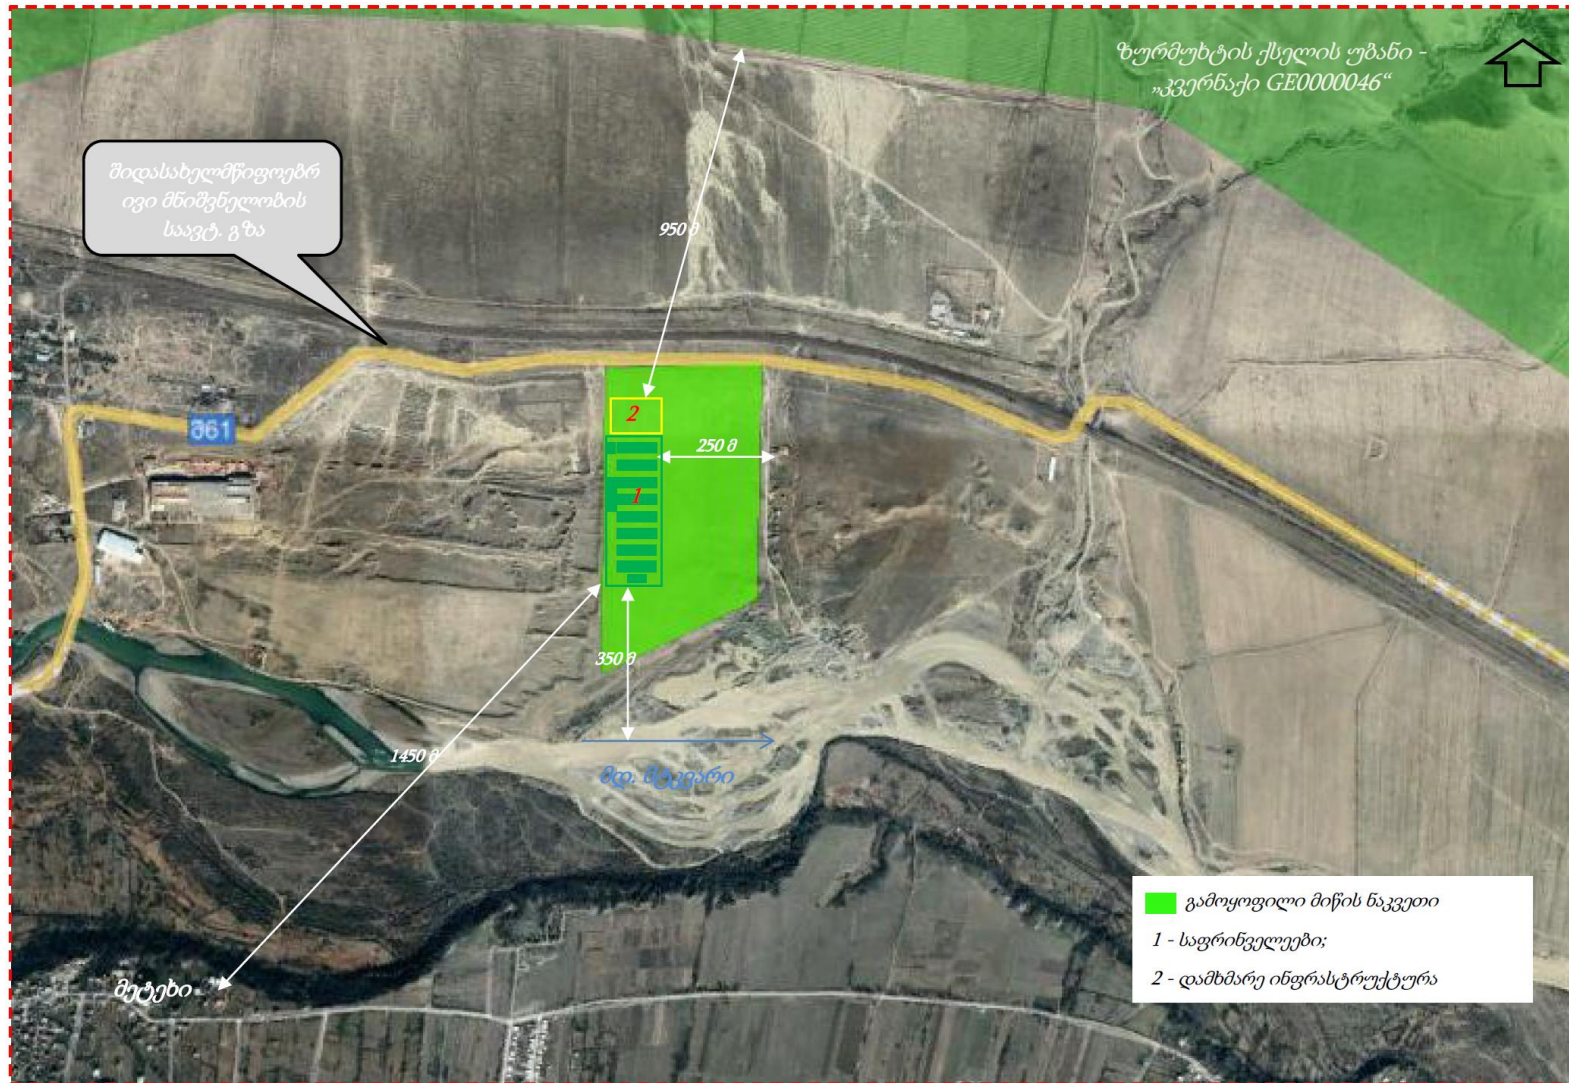 ზურმუხტის ქსელის უბანი -
„კვერნაქი GE0000046“
შიდასახელმწიფოებრ
ივი მნიშვნელობის
საავტ. გზა
950 მ
შ61
2
250 მ
1
350 მ
1450 მ
მდ. მტკვარი
მეტეხი
გამოყოფილი მიწის ნაკვეთი
1 - საფრინველეები;
2 - დამხმარე ინფრასტრუქტურა